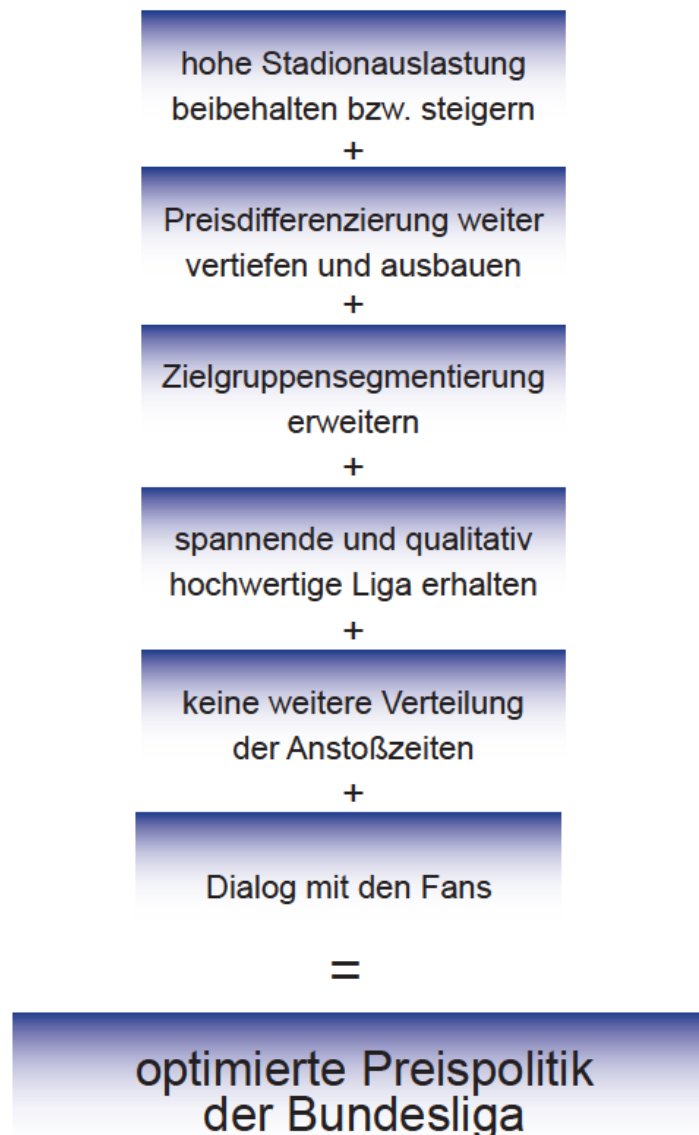 hohe Stadionauslastung
beibehalten bzw. steigern
+
Preisdifferenzierung weiter
vertiefen und ausbauen
+
Zielgruppensegmentierung
erweitern
+
spannende und qualitativ
hochwertige Liga erhalten
+
keine weitere Verteilung
der Anstoßzeiten
+
Dialog mit den Fans
=
optimierte Preispolitik
der Bundesliga